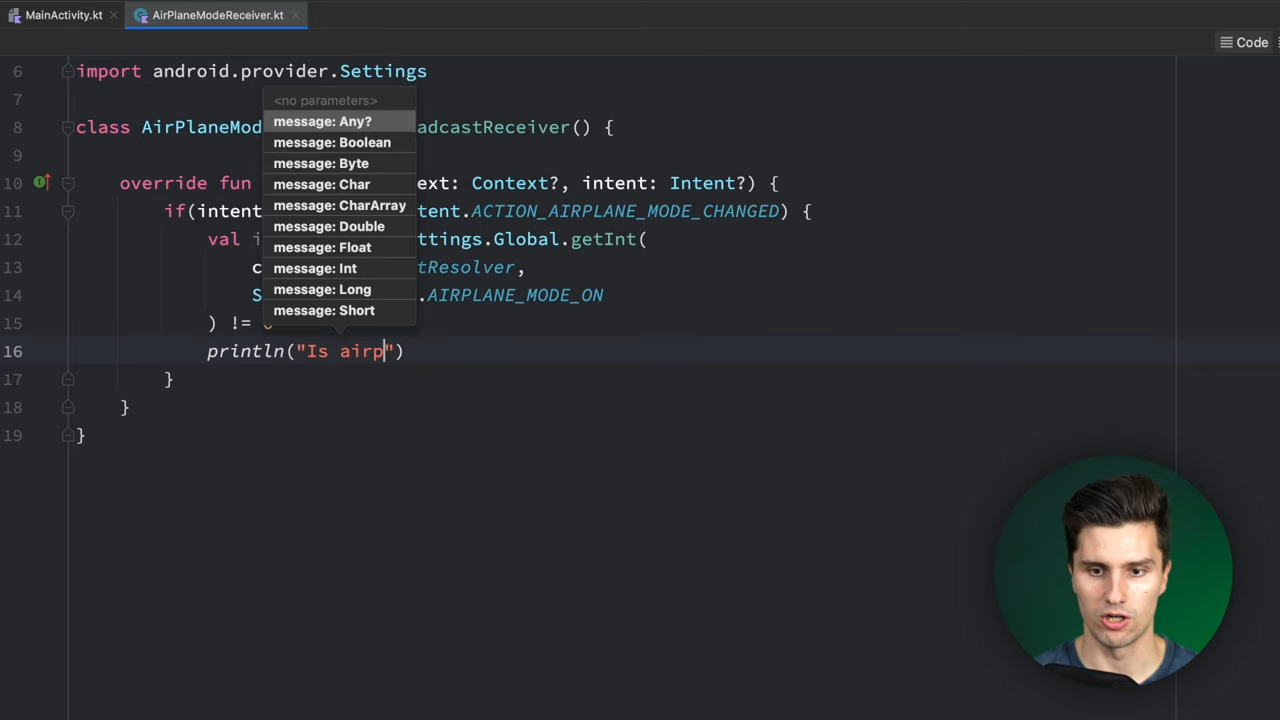 MainActivity.kt
AirPlaneModeReceiver.kt
Code
6 import android.provider.Settings
7
<no parameters>
message: Any?
message: Boolean
message: Byte
message: Char
message: CharArray
message: Double
message: Float
message: Int
message: Long
message: Short
8 class AirPlaneMod adcastReceiver() {
9
10 override fun ext: Context?, intent: Intent?) {
11 if(intent tent.ACTION_AIRPLANE_MODE_CHANGED) {
12 val i ttings.Global.getInt(
13 c tResolver,
14 S .AIRPLANE_MODE_ON
15 ) != 0
16 println("Is airp")
17 }
18 }
19 }